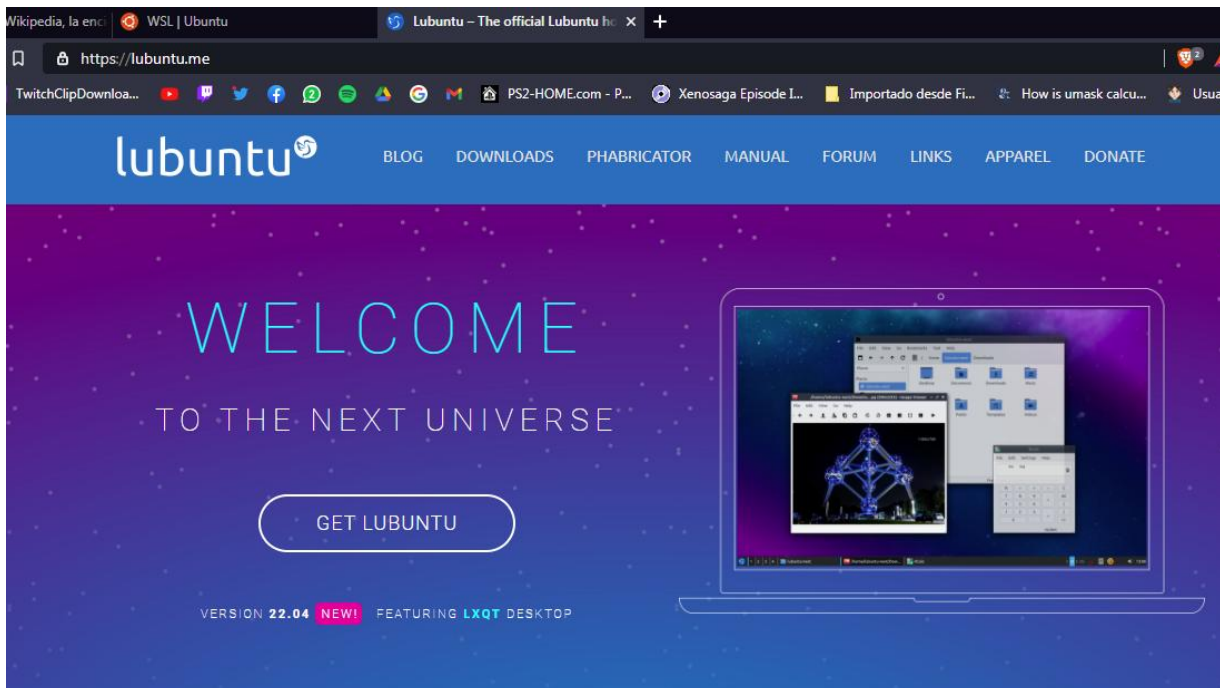 Wikipedia, la enci
WSL | Ubuntu
Lubuntu – The official Lubuntu ho
https://lubuntu.me
2
TwitchClipDownloa...
2
PS2-HOME.com - P...
Xenosaga Episode I...
Importado desde Fi...
How is umask calcu...
Usua
lubuntu
BLOG
DOWNLOADS
PHABRICATOR
MANUAL
FORUM
LINKS
APPAREL
DONATE
WELCOME
TO THE NEXT UNIVERSE
GET LUBUNTU
VERSION 22.04 NEW! FEATURING LXQT DESKTOP